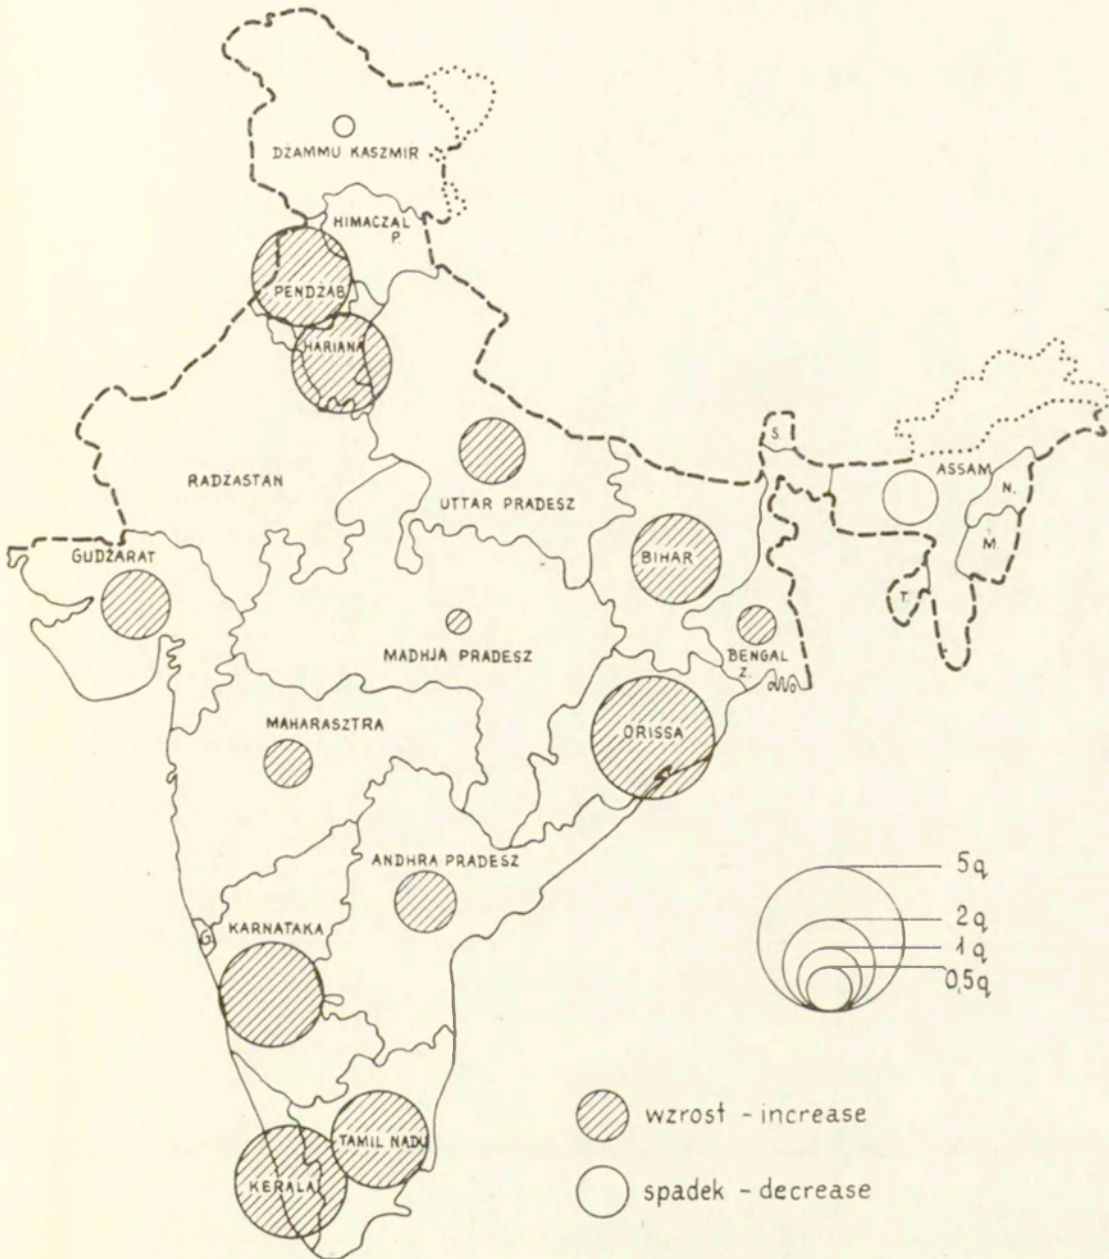 DŻAMMU KASZMIR
HIMACZAL
P.
PENDŻAB
HARIANA
S.
ASSAM
N.
RADŻASTAN
UTTAR PRADESZ
M.
GUDŻARAT
BIHAR
T.
MADHJA PRADESZ
BENGAL
Z.
MAHARASZTRA
ORISSA
ANDHRA PRADESZ
5q
2q
G.
KARNATAKA
1q
0,5q
wzrost - increase
TAMIL NADU
KERALA
spadek - decrease